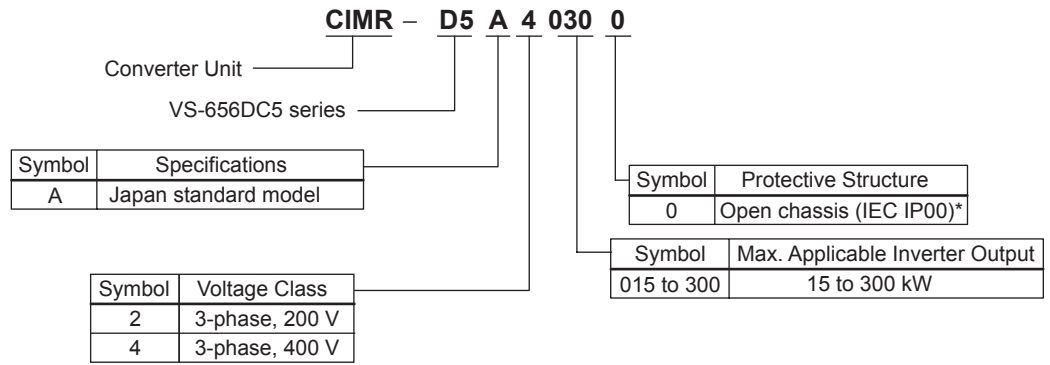 CIMR – D5 A 4 030 0
Converter Unit
VS-656DC5 series
Symbol Specifications
A Japan standard model
Symbol Protective Structure
0 Open chassis (IEC IP00)*
Symbol Max. Applicable Inverter Output
015 to 300 15 to 300 kW
Symbol Voltage Class
2 3-phase, 200 V
4 3-phase, 400 V